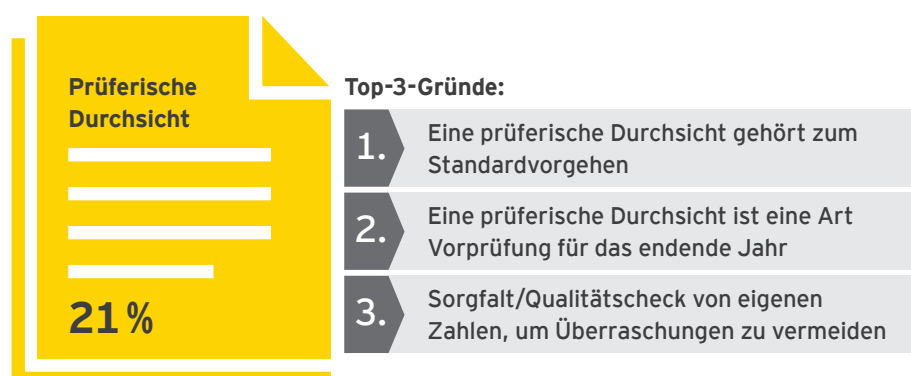 Prüferische
Durchsicht
21 %
Top-3-Gründe:
1.
Eine prüferische Durchsicht gehört zum
Standardvorgehen
2.
Eine prüferische Durchsicht ist eine Art
Vorprüfung für das endende Jahr
3.
Sorgfalt/Qualitätscheck von eigenen
Zahlen, um Überraschungen zu vermeiden